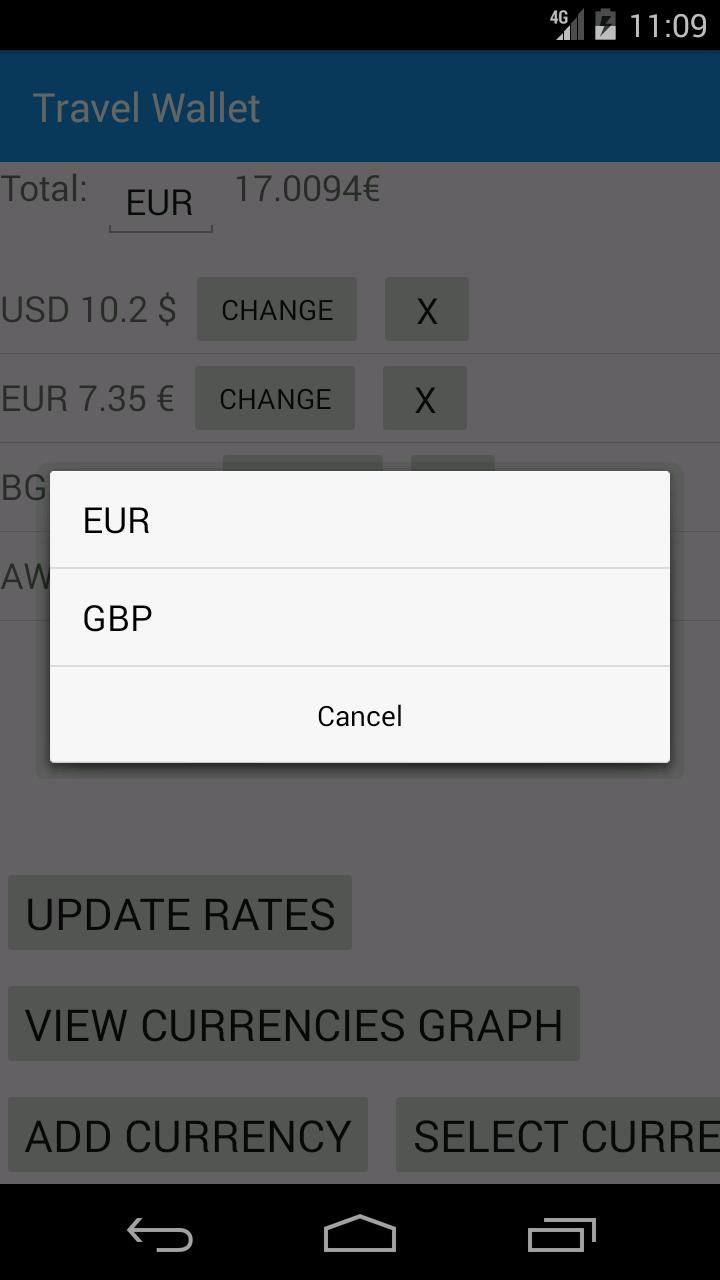 4G 11:09
Travel Wallet
Total: EUR 17.0094€
USD 10.2 $ CHANGE X
EUR 7.35 € CHANGE X
BG
AW
EUR
GBP
Cancel
UPDATE RATES
VIEW CURRENCIES GRAPH
ADD CURRENCY SELECT CURRE